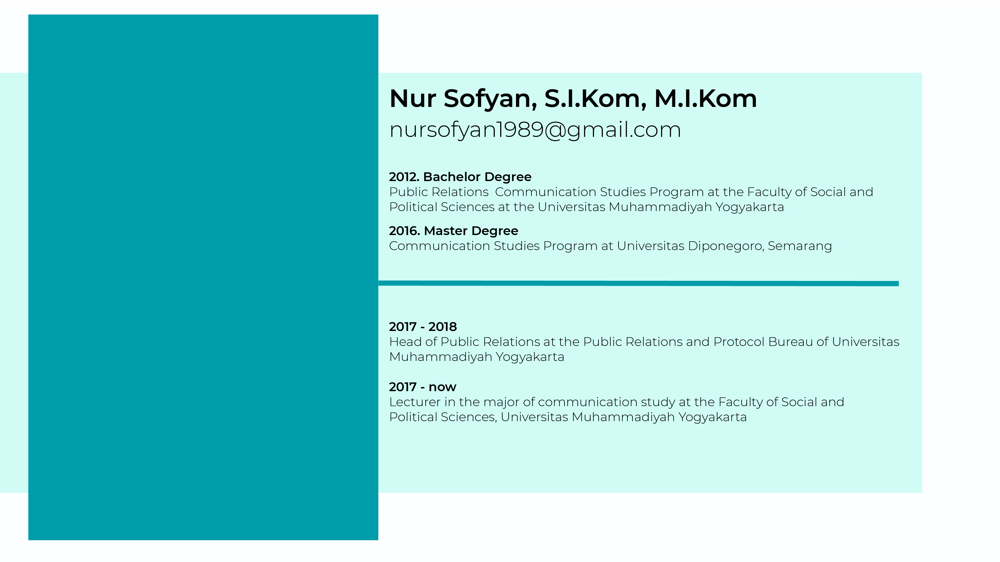 Nur Sofyan, S.I.Kom, M.I.Kom
nursofyan1989@gmail.com
2012. Bachelor Degree
Public Relations  Communication Studies Program at the Faculty of Social and
Political Sciences at the Universitas Muhammadiyah Yogyakarta
2016. Master Degree
Communication Studies Program at Universitas Diponegoro, Semarang
2017 - 2018
Head of Public Relations at the Public Relations and Protocol Bureau of Universitas
Muhammadiyah Yogyakarta
2017 - now
Lecturer in the major of communication study at the Faculty of Social and
Political Sciences, Universitas Muhammadiyah Yogyakarta